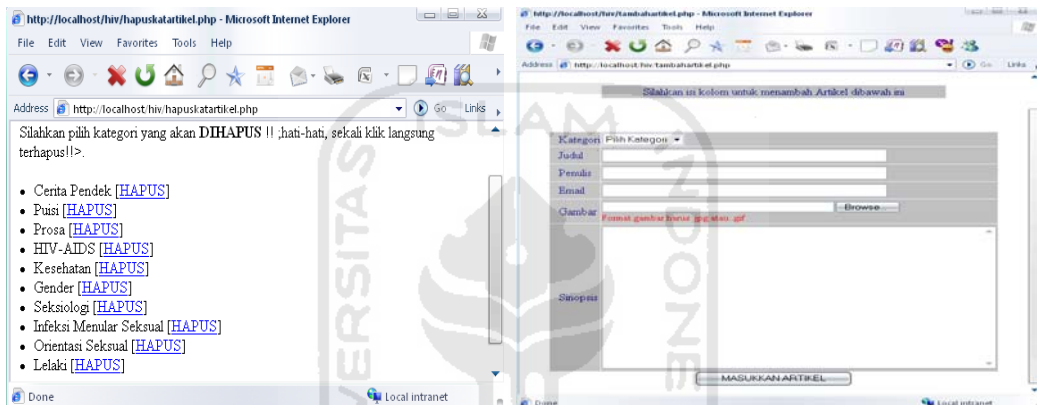 http://localhost/hiv/hapuskatartikel.php - Microsoft Internet Explorer
File Edit View Favorites Tools Help
Address http://localhost/hiv/hapuskatartikel.php Go Links
Silahkan pilih kategori yang akan DIHAPUS !! ;hati-hati, sekali klik langsung
terhapus!!>.
Cerita Pendek [HAPUS]
Puisi [HAPUS]
Prosa [HAPUS]
HIV-AIDS [HAPUS]
Kesehatan [HAPUS]
Gender [HAPUS]
Seksiologi [HAPUS]
Infeksi Menular Seksual [HAPUS]
Orientasi Seksual [HAPUS]
Lelaki [HAPUS]
Done Local intranet
http://localhost/hiv/tambahartikel.php - Microsoft Internet Explorer
File Edit View Favorites Tools Help
Address http://localhost/hiv/tambahartik el.php Go Links
Silahkan isi kolom untuk menambah Artikel dibawah ini
Kategori Pilih Kategori
Judul
Penulis
Email
Gambar Browse...
Format gambar harus .jpg atau .gif
Sinopsis
MASUKKAN ARTIKEL
Done Local intranet
ISLAM
VERSITAS
INDONE